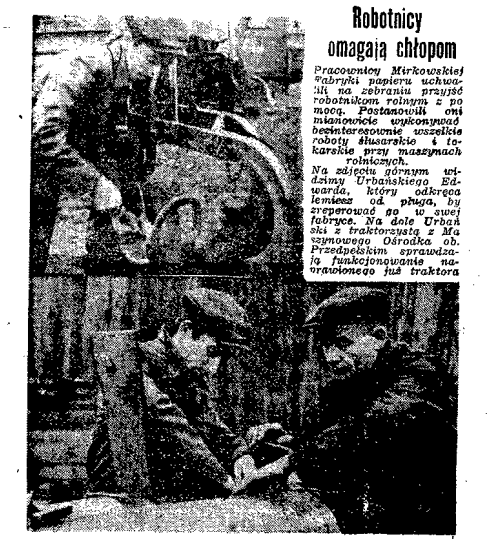 Robotnicy
omagają chłopom
Pracownicy Mirkowskiej
Fabryki papieru uchwa-
lili na zebraniu przyjść
robotnikom rolnym z po
mocą. Postanowili oni
mianowicie wykonywać
bezinteresownie wszelkie
roboty ślusarskie i to-
karskie przy maszynach
rolniczych.
Na zdjęciu górnym wi-
dzimy Urbańskiego Ed-
warda, który odkręca
lemiesz od pługa, by
zreperować go w swej
fabryce. Na dole Urbań
ski z traktorzystą z Ma
szynowego Ośrodka ob.
Przedpełskim sprawdza-
ją funkcjonowanie na-
prawionego już traktora